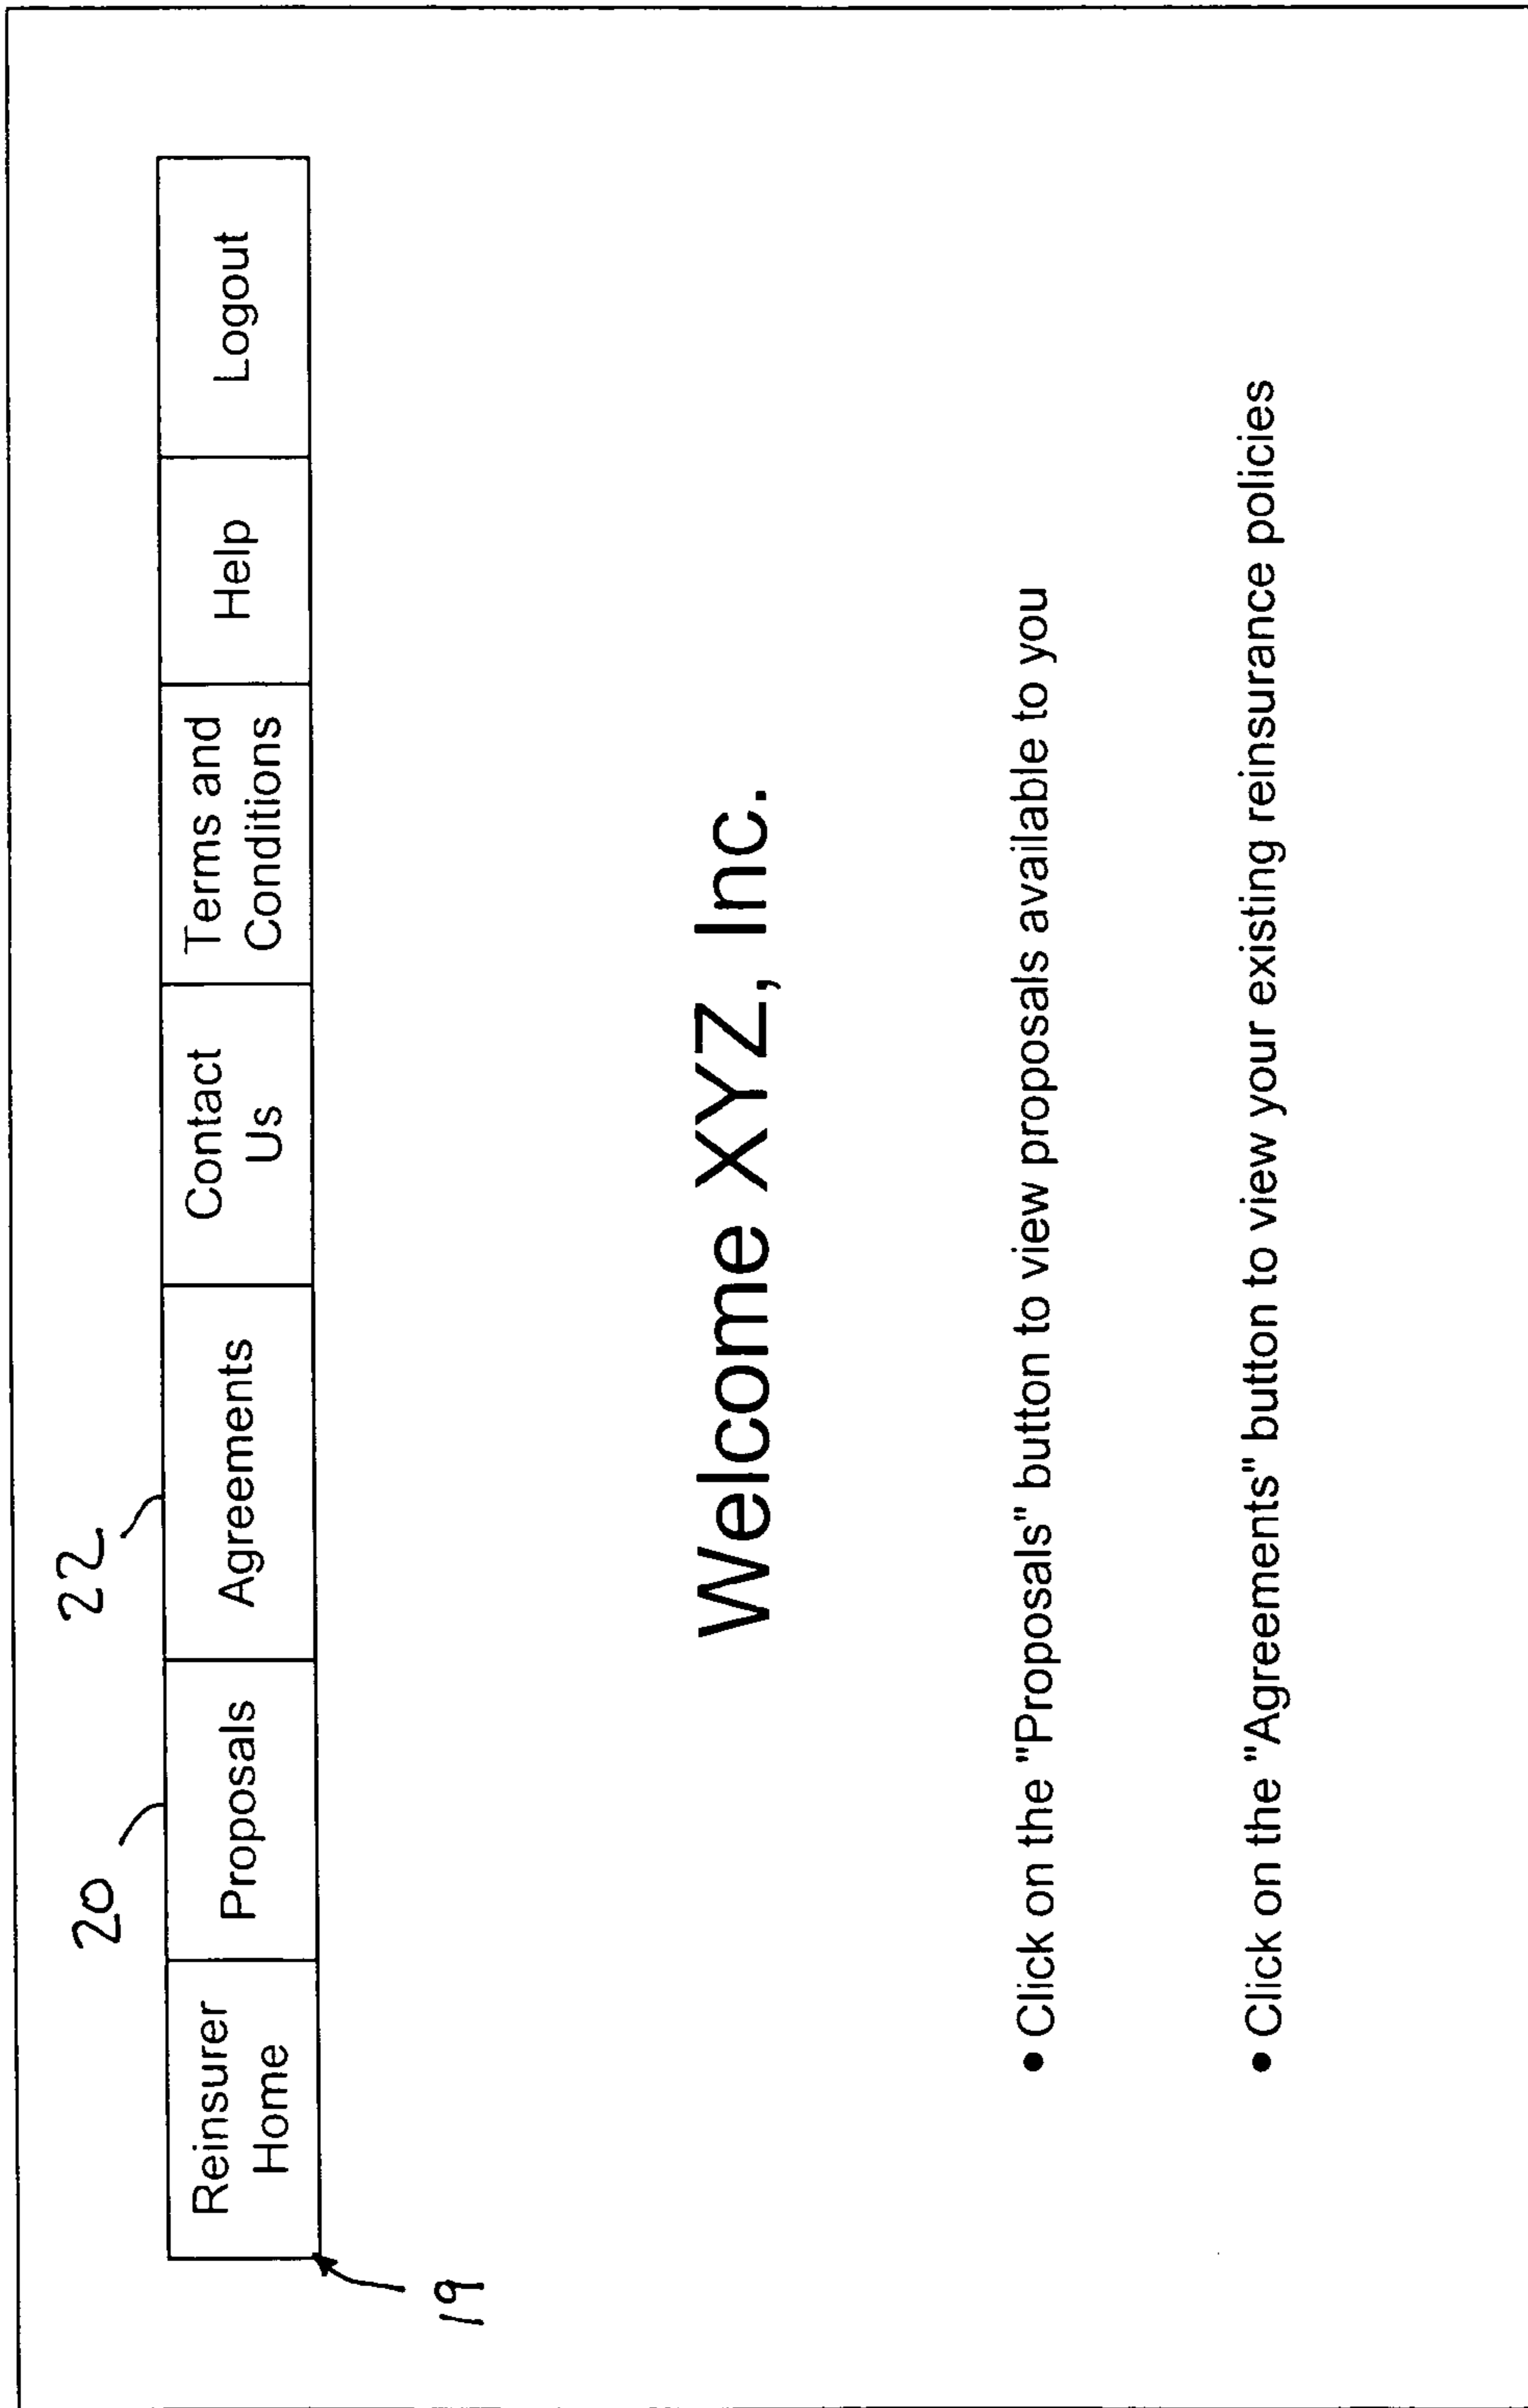 22
20
Reinsurer Home
Proposals
Agreements
Contact Us
Terms and Conditions
Help
Logout
19
Welcome XYZ, Inc.
• Click on the "Proposals" button to view proposals available to you
• Click on the "Agreements" button to view your existing reinsurance policies